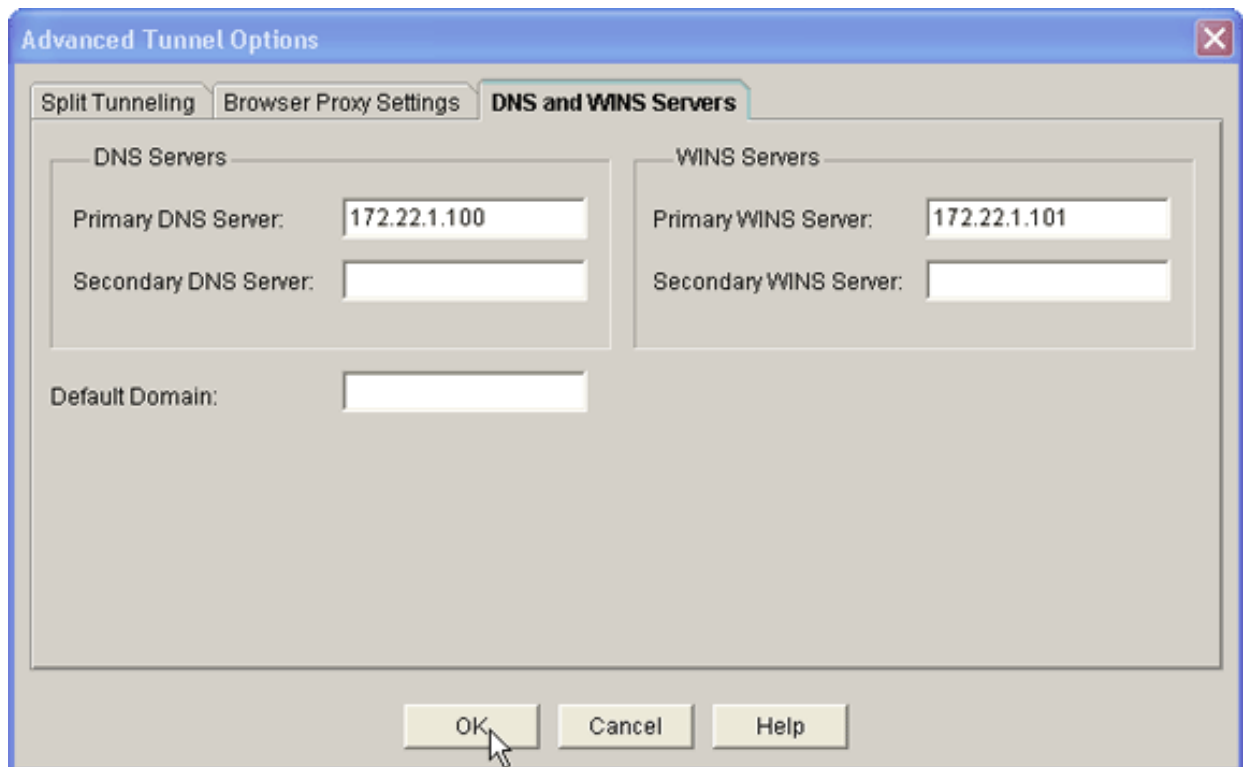 Advanced Tunnel Options
Split Tunneling Browser Proxy Settings DNS and WINS Servers
DNS Servers WINS Servers
Primary DNS Server: 172.22.1.100 Primary WINS Server: 172.22.1.101
Secondary DNS Server: Secondary WINS Server:
Default Domain:
OK Cancel Help